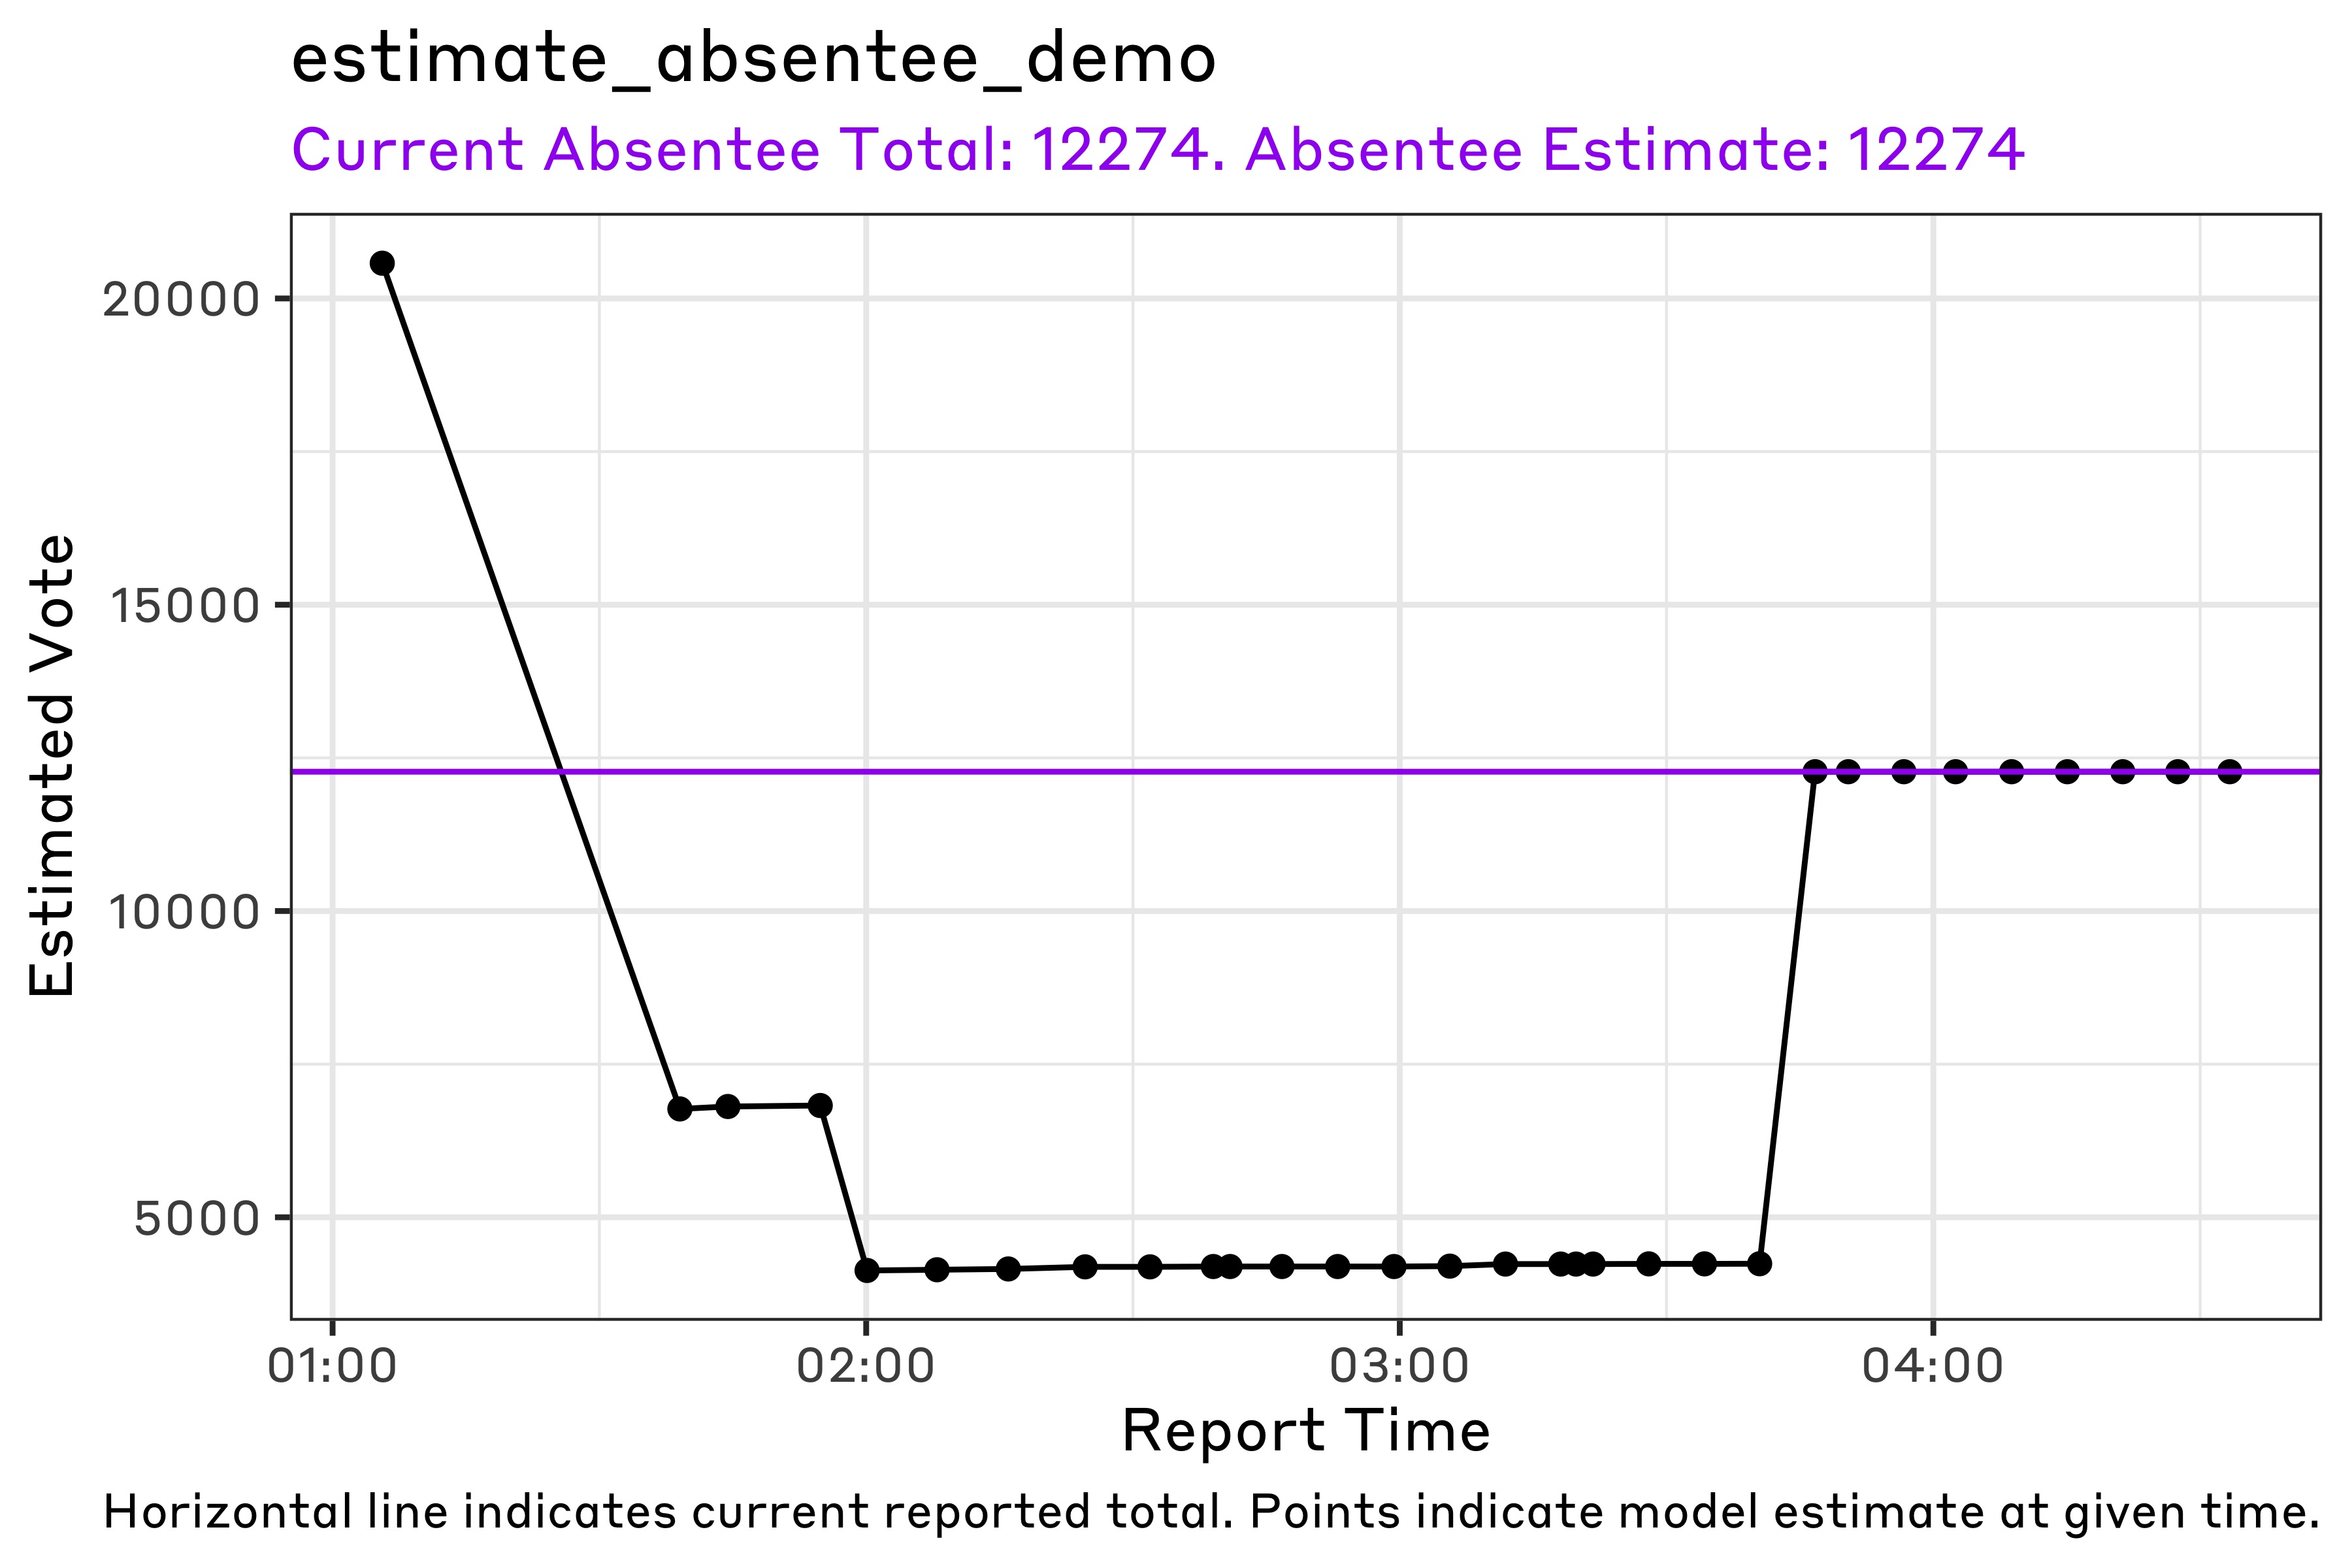 estimate_absentee_demo
Current Absentee Total: 12274. Absentee Estimate: 12274
Estimated Vote
20000
15000
10000
5000
01:00 02:00 03:00 04:00
Report Time
Horizontal line indicates current reported total. Points indicate model estimate at given time.